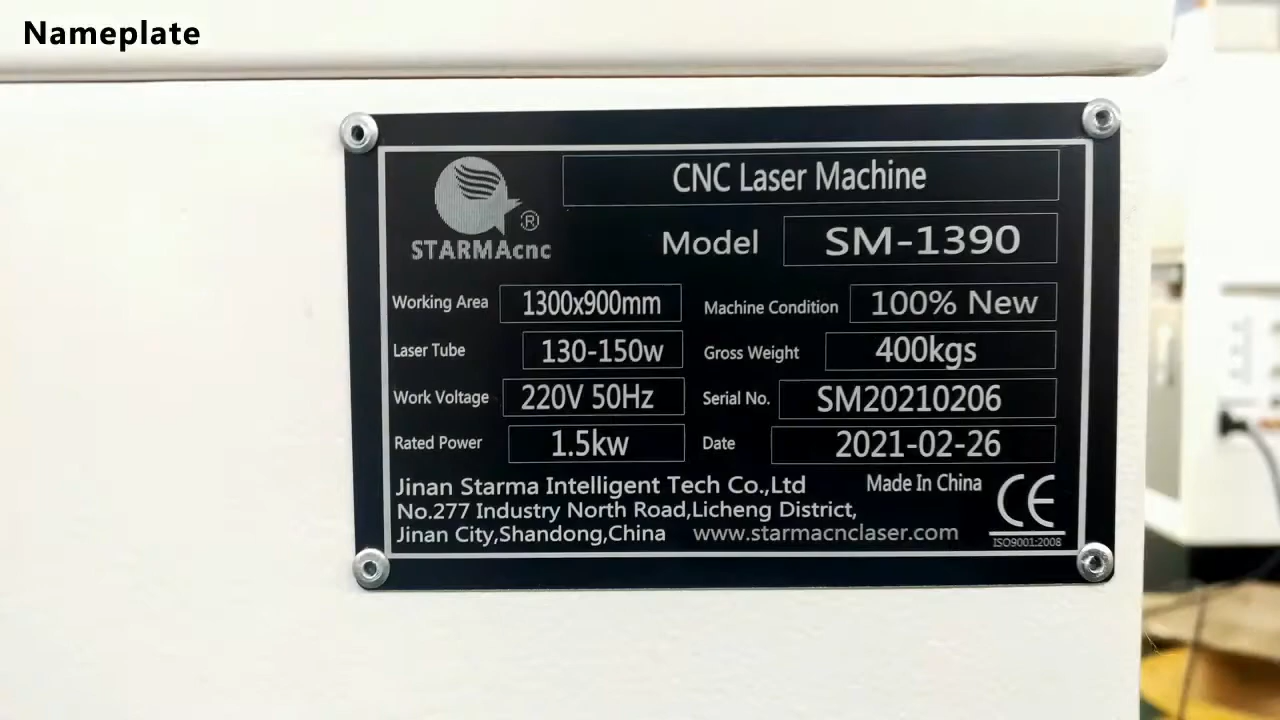 Nameplate
CNC Laser Machine
®
STARMAcnc
Model SM-1390
Working Area 1300x900mm Machine Condition 100% New
Laser Tube 130-150w Gross Weight 400kgs
Work Voltage 220V 50Hz Serial No. SM20210206
Rated Power 1.5kw Date 2021-02-26
Jinan Starma Intelligent Tech Co.,Ltd Made In China CE
No.277 Industry North Road,Licheng District,
Jinan City,Shandong,China www.starmacnclaser.com ISO9001:2008